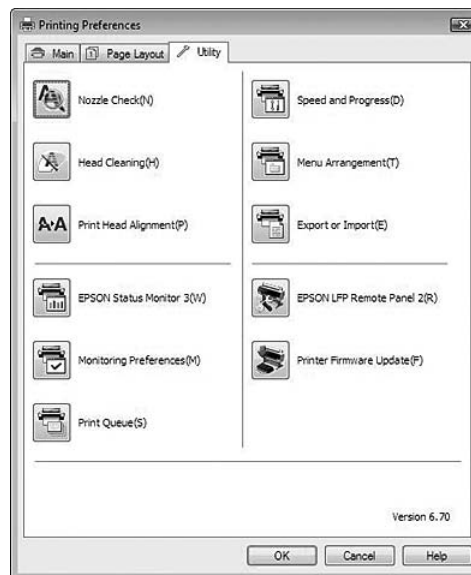 Printing Preferences
Main
Page Layout
Utility
Nozzle Check(N)
Head Cleaning(H)
Print Head Alignment(P)
EPSON Status Monitor 3(W)
Monitoring Preferences(M)
Print Queue(S)
Speed and Progress(D)
Menu Arrangement(T)
Export or Import(E)
EPSON LFP Remote Panel 2(R)
Printer Firmware Update(F)
Version 6.70
OK
Cancel
Help